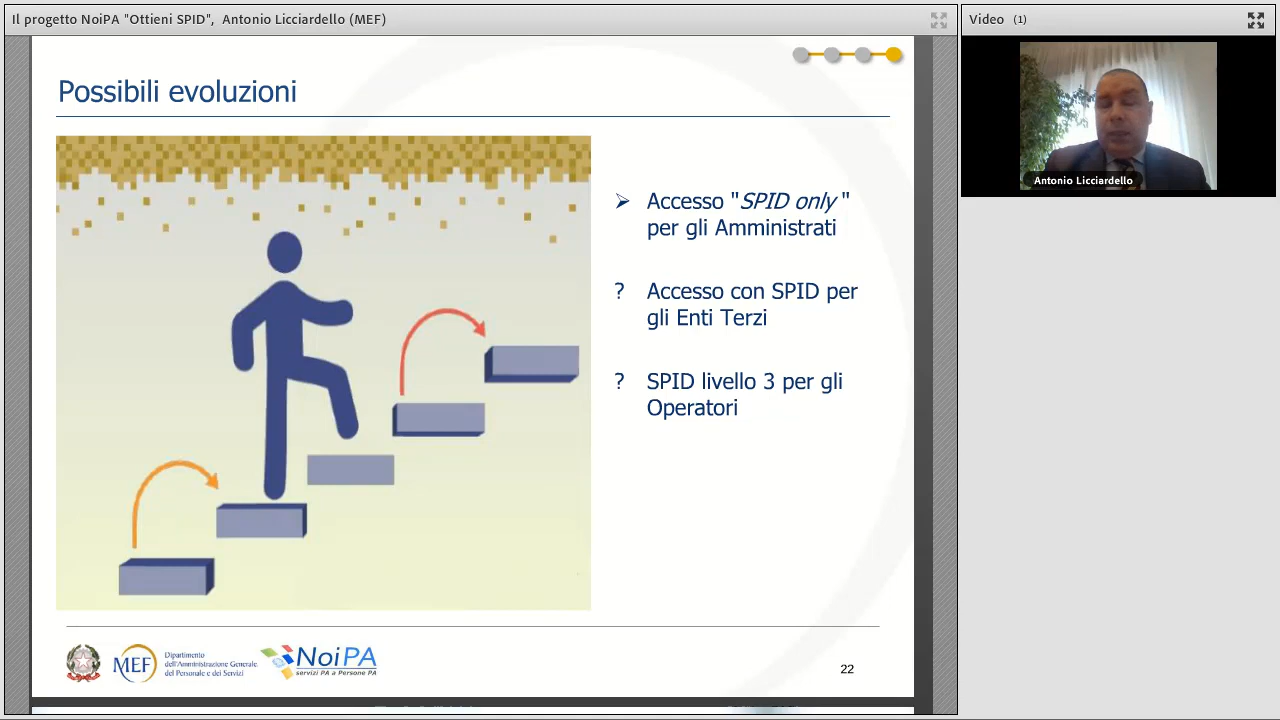 Il progetto NoiPA "Ottieni SPID", Antonio Licciardello (MEF)
Video (1)
Possibili evoluzioni
Accesso "SPID only"
per gli Amministrati
? Accesso con SPID per
gli Enti Terzi
? SPID livello 3 per gli
Operatori
Antonio Licciardello
MEF
Dipartimento
dell'Amministrazione Generale
del Personale e dei Servizi
NoiPA
servizi PA a Persone PA
22